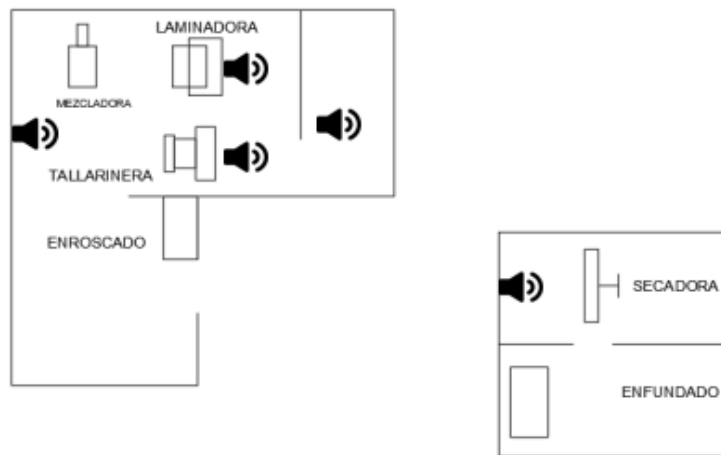 LAMINADORA
MEZCLADORA
TALLARINERA
ENROSCADO
SECADORA
ENFUNDADO